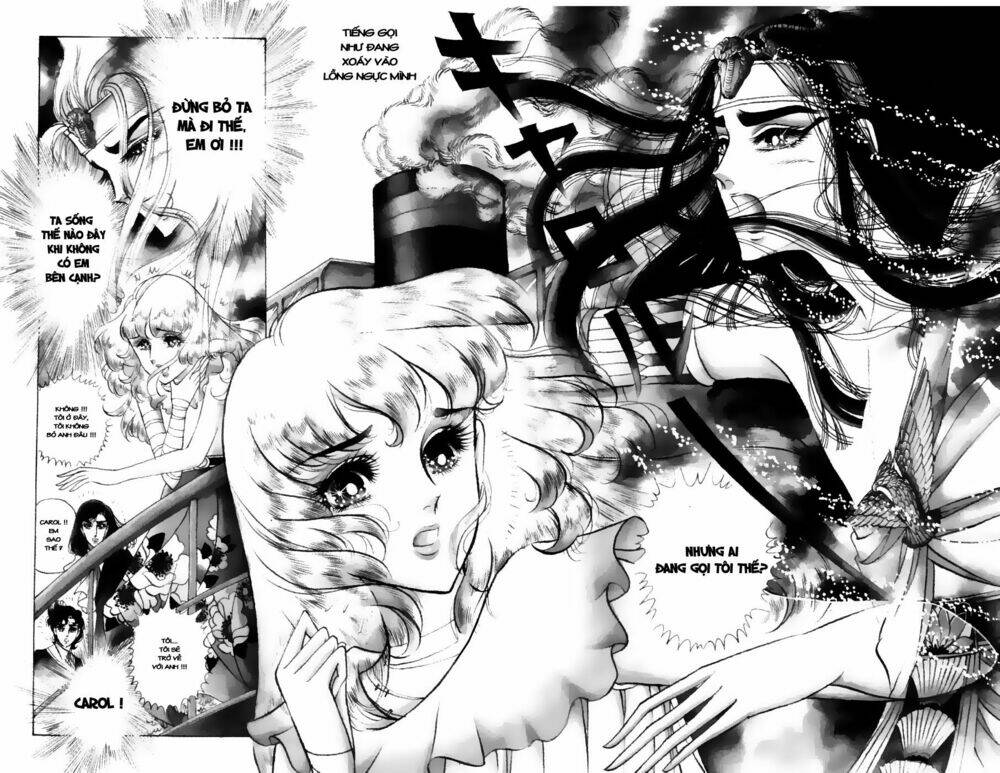 ĐỪNG BỎ TA
MÀ ĐI THẾ,
EM ƠI !!!
TA SỐNG
THẾ NÀO ĐÂY
KHI KHÔNG
CÓ EM
BÊN CẠNH?
KHÔNG !!!
TÔI Ở ĐÂY,
TÔI KHÔNG
BỎ ANH ĐÂU !!!
CAROL !!
EM
SAO
THẾ ?
TÔI...
TÔI SẼ
TRỞ VỀ
VỚI ANH !!!
CAROL !
TIẾNG GỌI
NHƯ ĐANG
XOÁY VÀO
LỒNG NGỰC MÌNH
キャロル
NHƯNG AI
ĐANG GỌI TÔI THẾ?